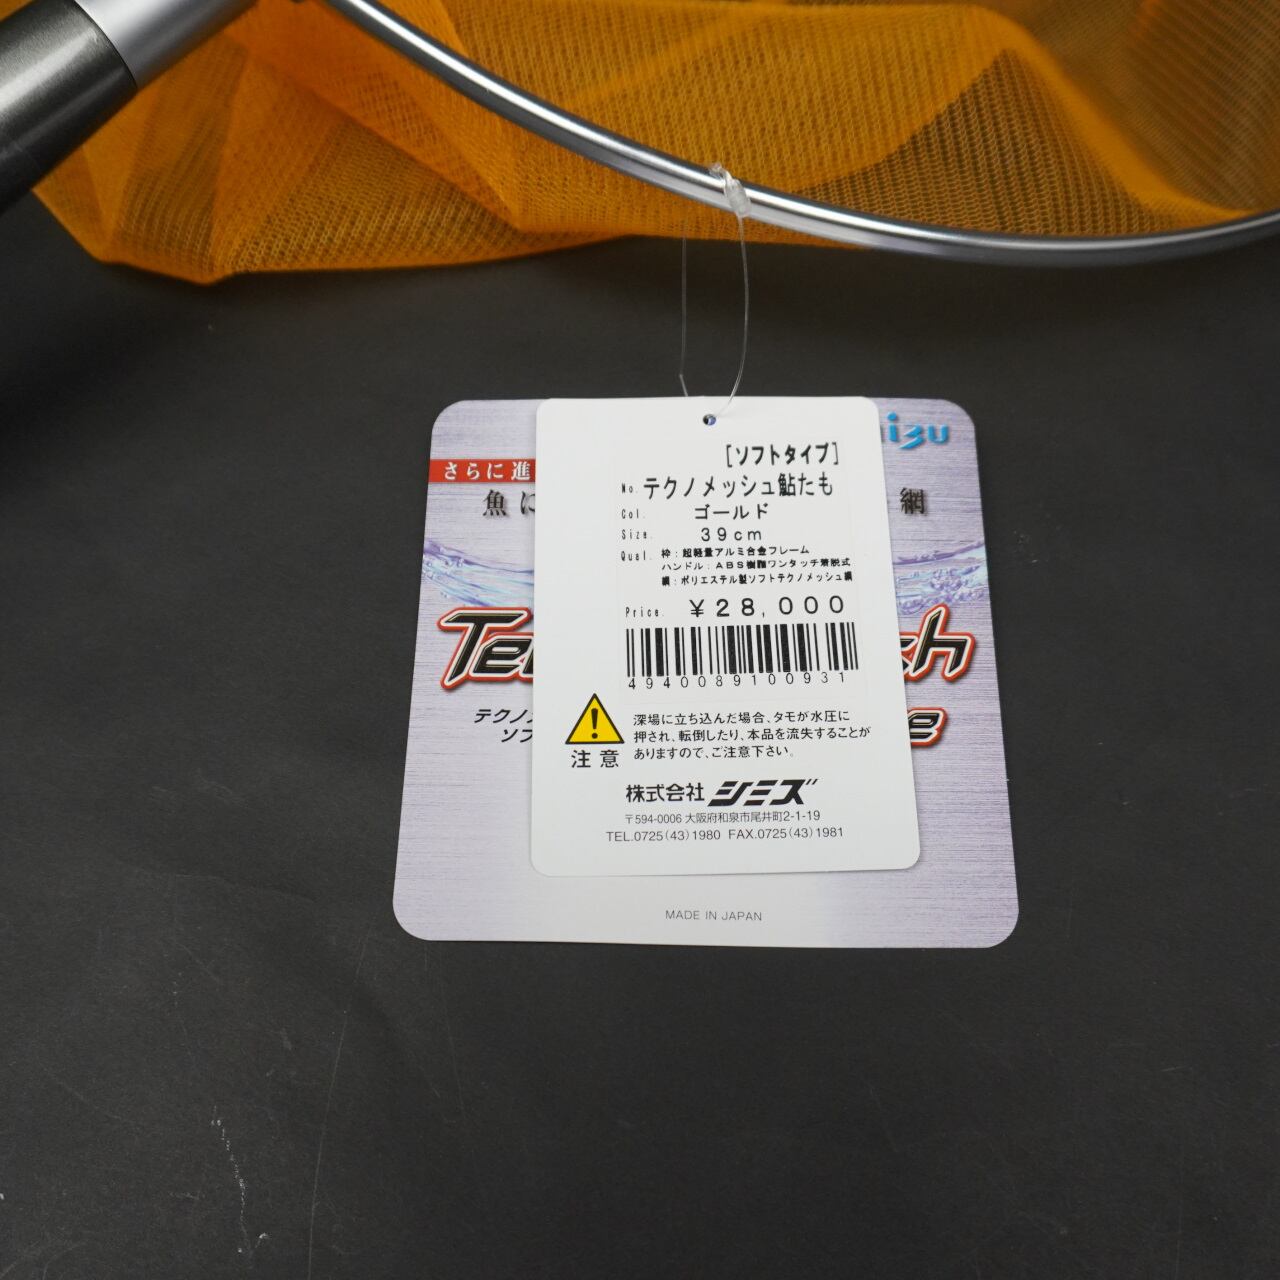 [ソフトタイプ]
No. テクノメッシュ鮎たも
Col. ゴールド
Size. 39cm
Qual. 枠：超軽量アルミ合金フレーム
ハンドル：ABS樹脂ワンタッチ着脱式
網：ポリエステル製ソフトテクノメッシュ網
Price. ¥28,000
4940089100931
深場に立ち込んだ場合、タモが水圧に
押され、転倒したり、本品を流失することが
ありますので、ご注意下さい。
注意
株式会社シミズ
〒594-0006 大阪府和泉市尾井町2-1-19
TEL.0725(43)1980 FAX.0725(43)1981
さらに進
魚に
網
テクノ
ソフ
MADE IN JAPAN